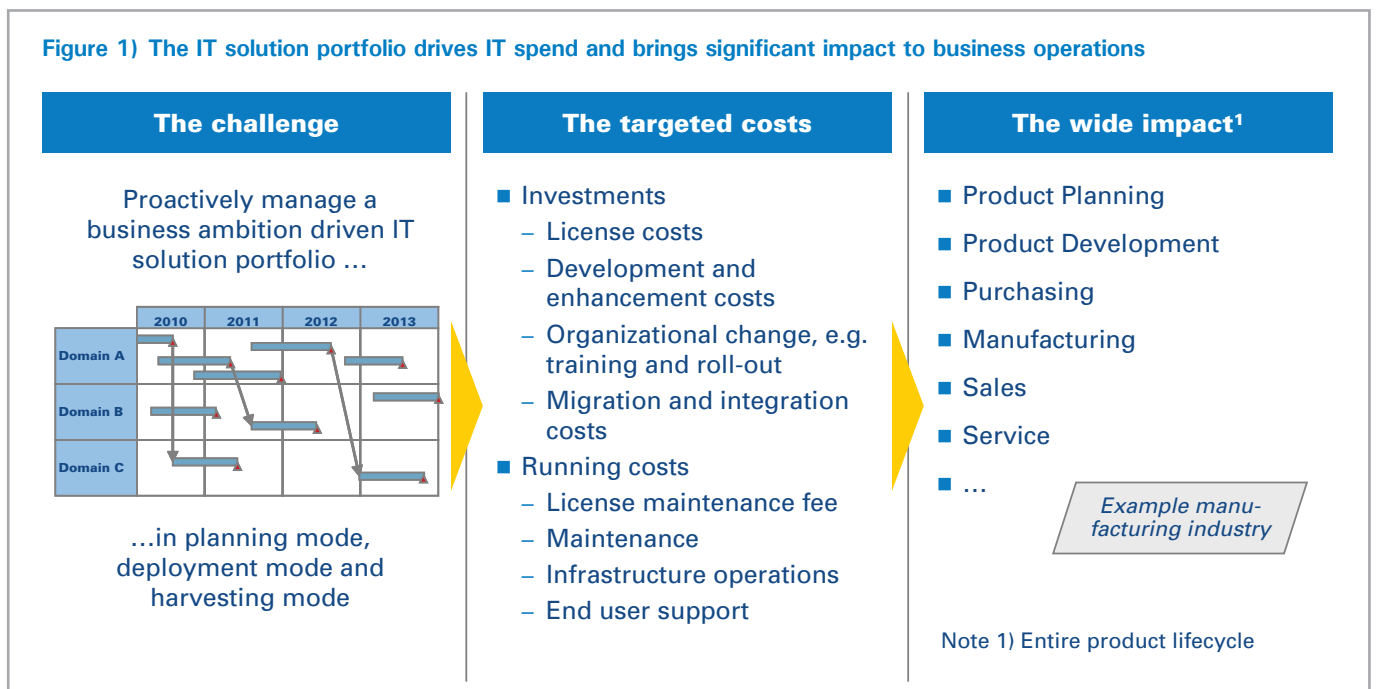 Figure 1) The IT solution portfolio drives IT spend and brings significant impact to business operations
The challenge
Proactively manage a
business ambition driven IT
solution portfolio …
2010 2011 2012 2013
Domain A
Domain B
Domain C
…in planning mode,
deployment mode and
harvesting mode
The targeted costs
■ Investments
– License costs
– Development and
enhancement costs
– Organizational change, e.g.
training and roll-out
– Migration and integration
costs
■ Running costs
– License maintenance fee
– Maintenance
– Infrastructure operations
– End user support
The wide impact¹
■ Product Planning
■ Product Development
■ Purchasing
■ Manufacturing
■ Sales
■ Service
■ …
Example manu-
facturing industry
Note 1) Entire product lifecycle